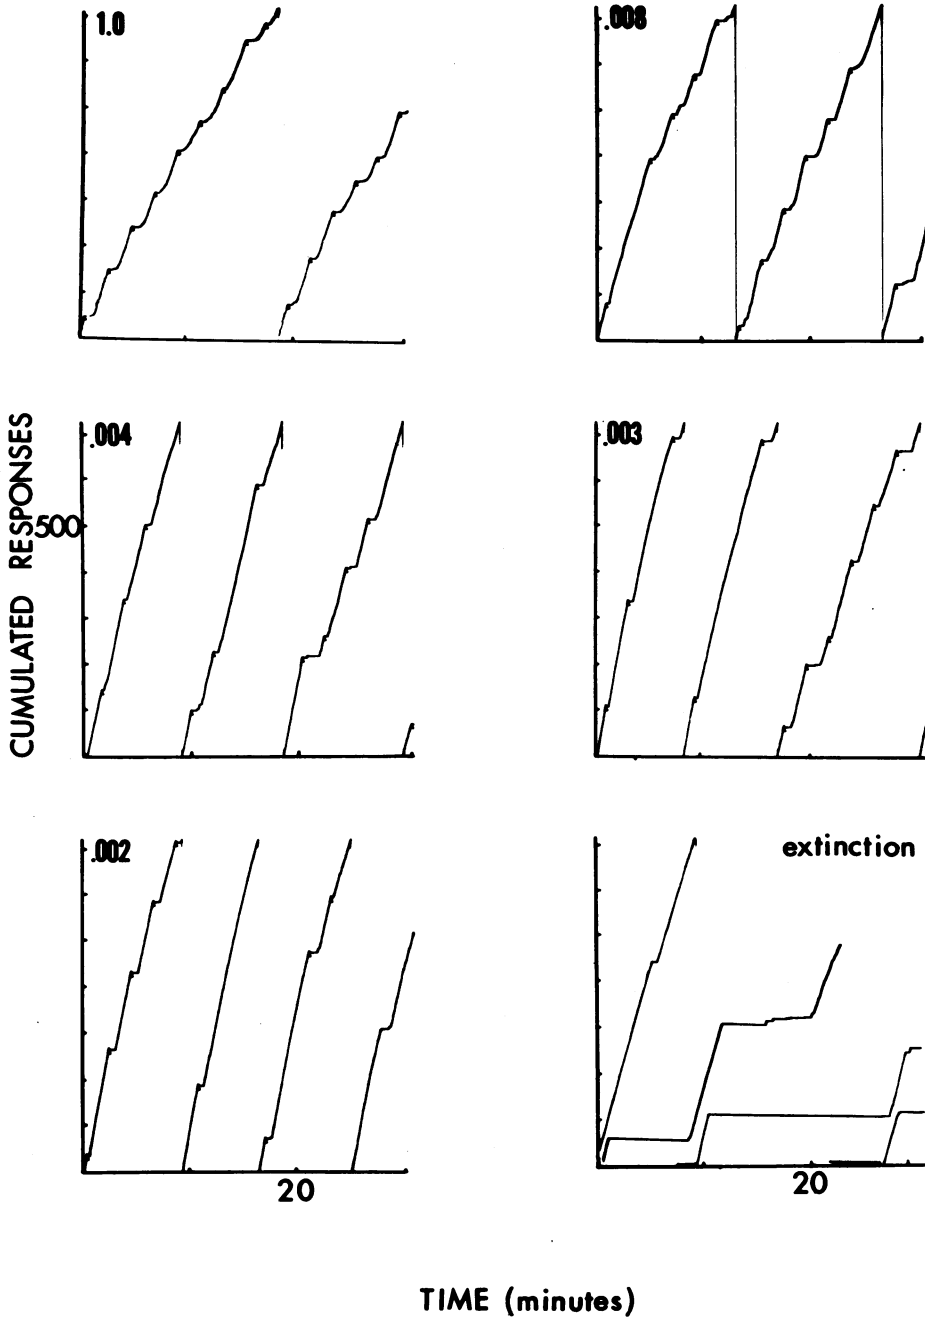 1.0
.008
.004
.003
CUMULATED RESPONSES
500
.002
extinction
20
20
TIME (minutes)